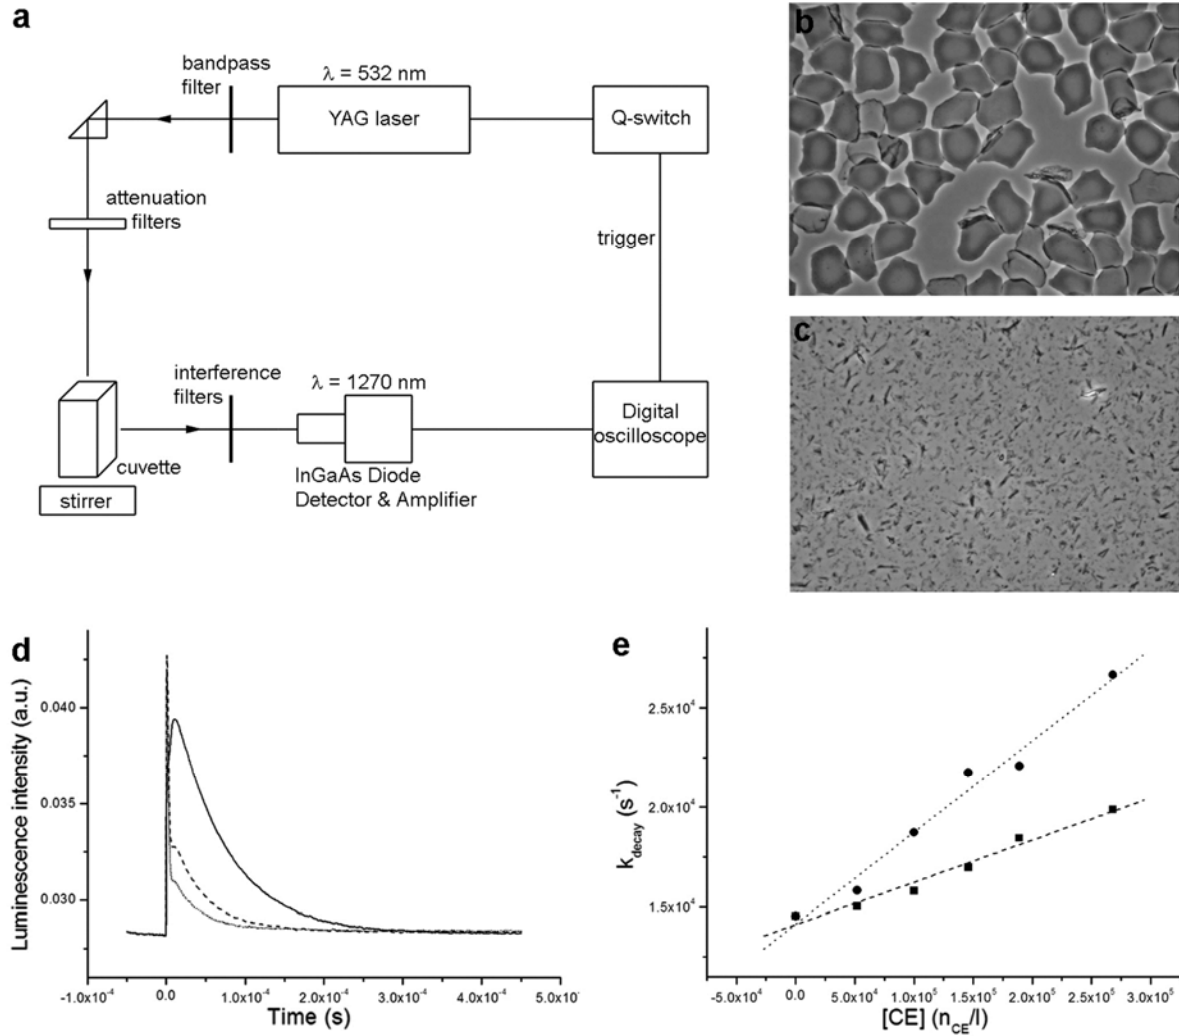 a
bandpass
filter
λ = 532 nm
YAG laser
Q-switch
attenuation
filters
trigger
interference
filters
λ = 1270 nm
Digital
oscilloscope
cuvette
InGaAs Diode
Detector & Amplifier
stirrer
b
c
d
Luminescence intensity (a.u.)
0.040
0.035
0.030
-1.0x10⁻⁴ 0.0 1.0x10⁻⁴ 2.0x10⁻⁴ 3.0x10⁻⁴ 4.0x10⁻⁴ 5.0x10⁻⁴
Time (s)
e
k_decay (s⁻¹)
2.5x10⁴
2.0x10⁴
1.5x10⁴
-5.0x10⁴ 0.0 5.0x10⁴ 1.0x10⁵ 1.5x10⁵ 2.0x10⁵ 2.5x10⁵ 3.0x10⁵
[CE] (n_CE/l)